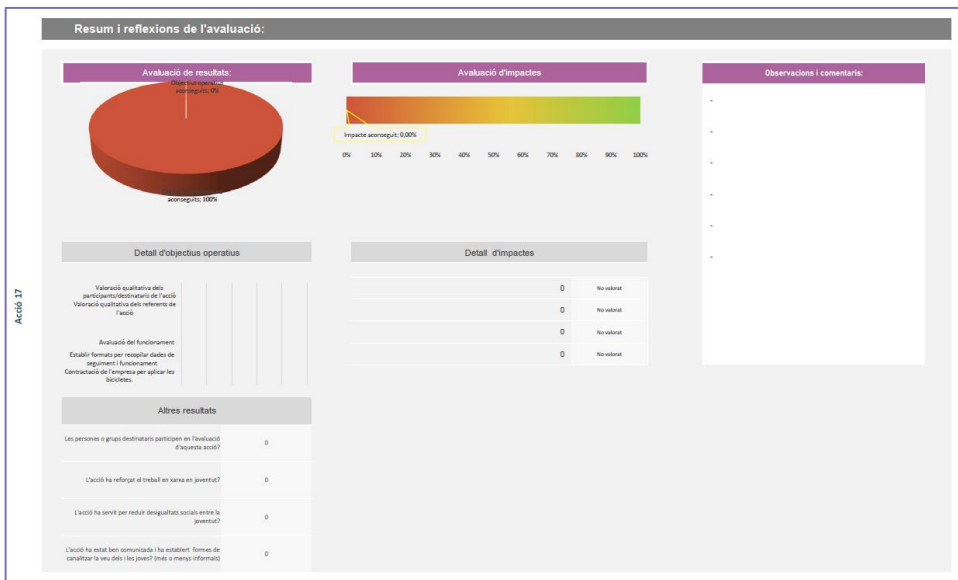 Resum i reflexions de l'avaluació:
Avaluació de resultats:
Objectius operatius
aconseguits; 0%
aconseguits; 100%
Avaluació d'impactes
Impacte aconseguit; 0,00%
0% 10% 20% 30% 40% 50% 60% 70% 80% 90% 100%
Observacions i comentaris:
-
-
-
-
-
-
Detall d'objectius operatius
Valoració qualitativa dels
participants/destinataris de l'acció
Valoració qualitativa dels referents de
l'acció
Avaluació del funcionament
Establir formats per recopilar dades de
seguiment i funcionament
Contractació de l'empresa per aplicar les
bicicletes.
Detall d'impactes
0 No valorat
0 No valorat
0 No valorat
0 No valorat
Altres resultats
Les persones o grups destinataris participen en l'avaluació
d'aquesta acció? 0
L'acció ha reforçat el treball en xarxa en joventut? 0
L'acció ha servit per reduir desigualtats socials entre la
joventut? 0
L'acció ha estat ben comunicada i ha establert formes de
canalitzar la veu dels i les joves? (més o menys informals) 0
Acció 17